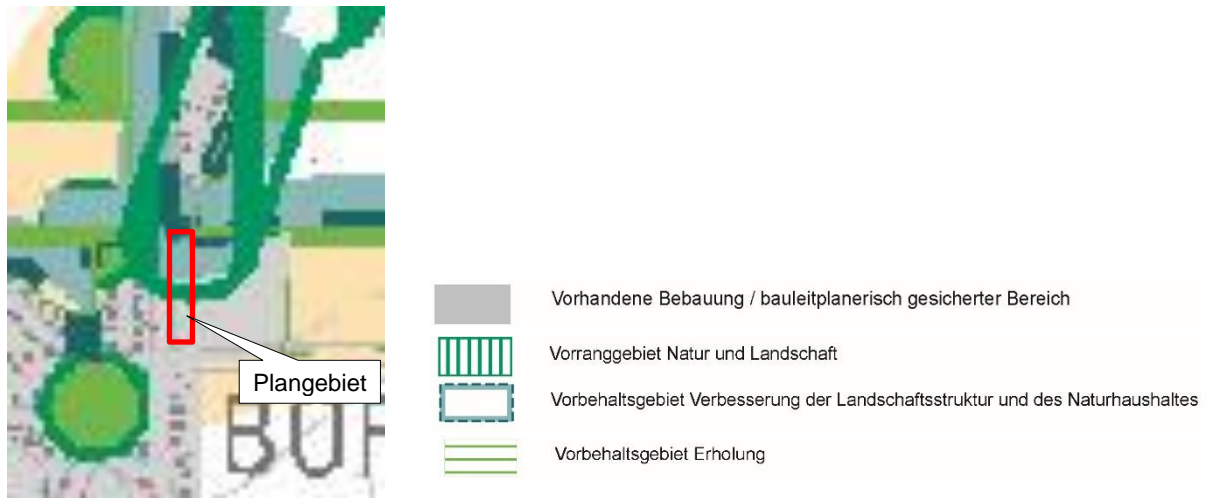 Plangebiet
BUR
Vorhandene Bebauung / bauleitplanerisch gesicherter Bereich
Vorranggebiet Natur und Landschaft
Vorbehaltsgebiet Verbesserung der Landschaftsstruktur und des Naturhaushaltes
Vorbehaltsgebiet Erholung